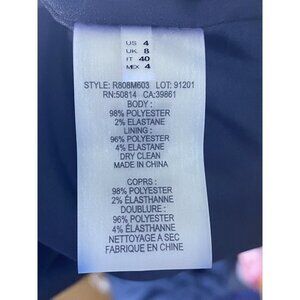 US 4
UK 8
IT 40
MEX 4
STYLE: R808M603 LOT: 91201
RN:50814 CA:39861
BODY :
98% POLYESTER
2% ELASTANE
LINING :
96% POLYESTER
4% ELASTANE
DRY CLEAN
MADE IN CHINA
COPRS :
98% POLYESTER
2% ÉLASTHANNE
DOUBLURE :
96% POLYESTER
4% ÉLASTHANNE
NETTOYAGE A SEC
FABRIQUE EN CHINE